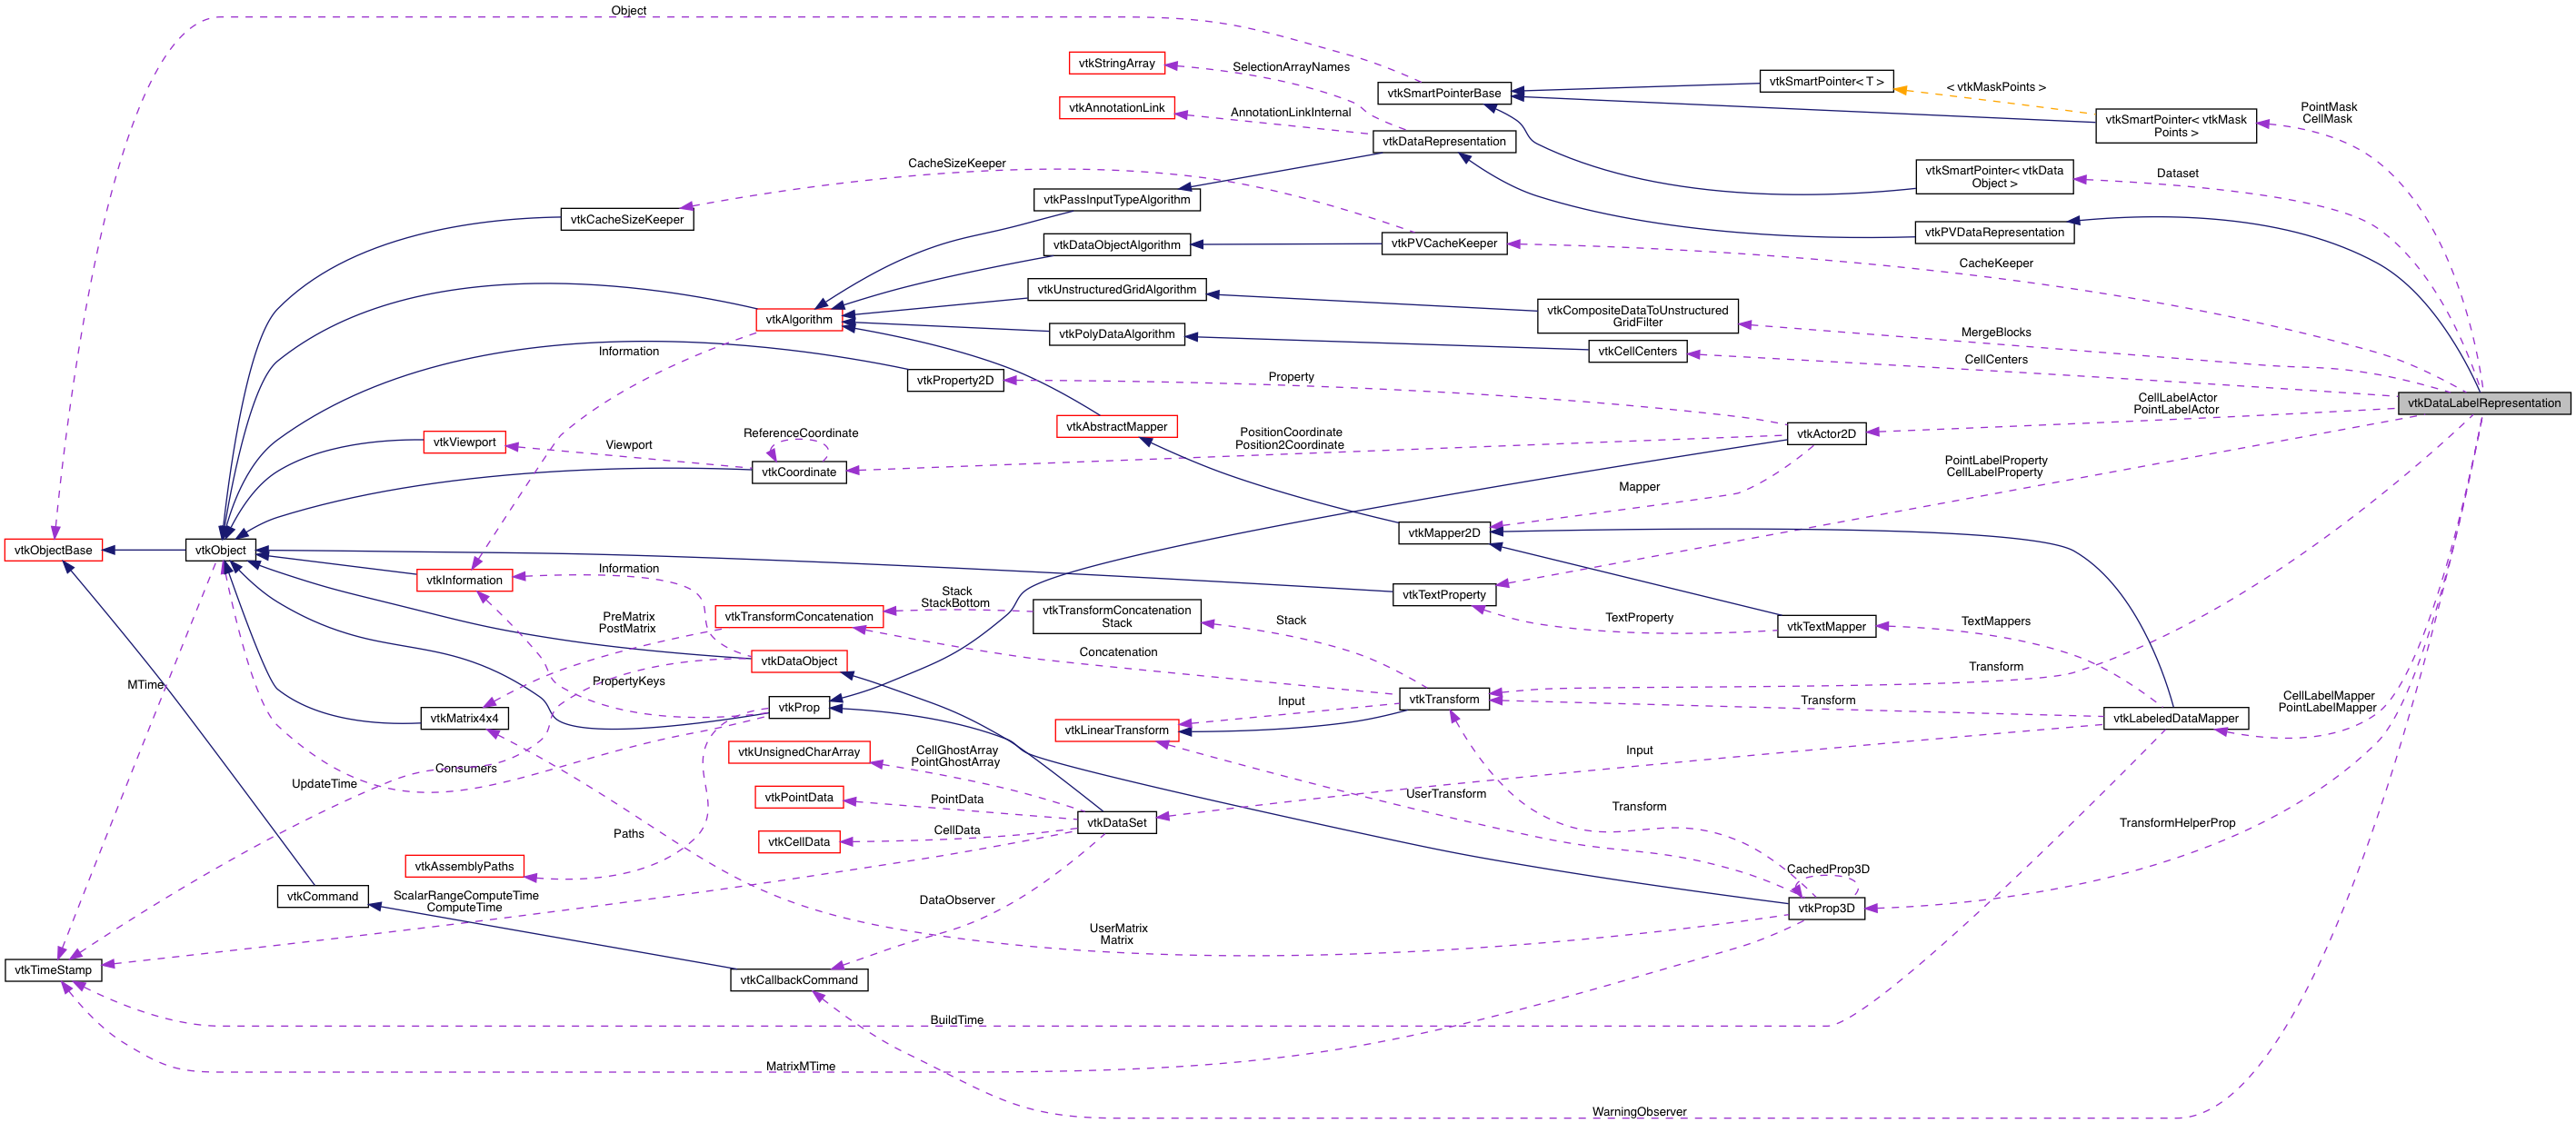 Object
vtkStringArray
SelectionArrayNames
vtkSmartPointerBase
vtkSmartPointer< T >
< vtkMaskPoints >
PointMask
CellMask
vtkAnnotationLink
AnnotationLinkInternal
vtkSmartPointer< vtkMask
Points >
vtkDataRepresentation
CacheSizeKeeper
vtkSmartPointer< vtkData
Object >
Dataset
vtkPassInputTypeAlgorithm
vtkCacheSizeKeeper
vtkPVDataRepresentation
vtkDataObjectAlgorithm
vtkPVCacheKeeper
CacheKeeper
vtkUnstructuredGridAlgorithm
vtkCompositeDataToUnstructured
GridFilter
vtkAlgorithm
vtkPolyDataAlgorithm
MergeBlocks
Information
vtkCellCenters
CellCenters
vtkProperty2D
Property
vtkDataLabelRepresentation
CellLabelActor
PointLabelActor
vtkAbstractMapper
ReferenceCoordinate
PositionCoordinate
Position2Coordinate
vtkActor2D
vtkViewport
Viewport
vtkCoordinate
PointLabelProperty
CellLabelProperty
Mapper
vtkMapper2D
vtkObjectBase
vtkObject
vtkInformation
Information
vtkTextProperty
Stack
StackBottom
vtkTransformConcatenation
Stack
PreMatrix
PostMatrix
vtkTransformConcatenation
Stack
TextProperty
vtkTextMapper
TextMappers
Concatenation
vtkDataObject
Transform
MTime
PropertyKeys
vtkProp
vtkTransform
Input
Transform
CellLabelMapper
PointLabelMapper
vtkMatrix4x4
vtkLinearTransform
vtkLabeledDataMapper
vtkUnsignedCharArray
CellGhostArray
PointGhostArray
Input
Consumers
UpdateTime
vtkPointData
PointData
UserTransform
Transform
vtkDataSet
TransformHelperProp
Paths
CellData
vtkCellData
vtkAssemblyPaths
CachedProp3D
vtkCommand
ScalarRangeComputeTime
ComputeTime
DataObserver
vtkProp3D
UserMatrix
Matrix
vtkTimeStamp
vtkCallbackCommand
BuildTime
MatrixMTime
WarningObserver